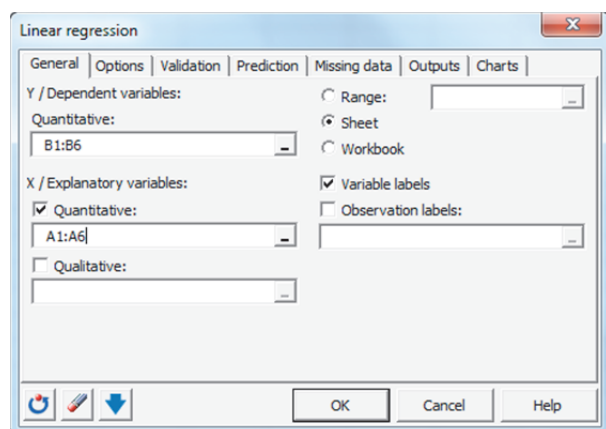 Linear regression
General Options Validation Prediction Missing data Outputs Charts
Y / Dependent variables:
Quantitative:
B1:B6
X / Explanatory variables:
Quantitative:
A1:A6
Qualitative:
Range:
Sheet
Workbook
Variable labels
Observation labels:
OK Cancel Help